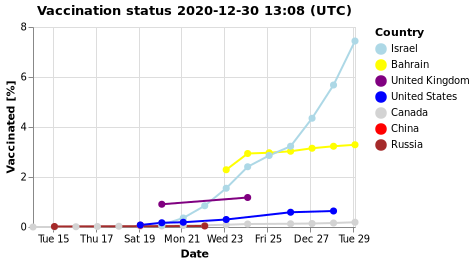 Vaccination status 2020-12-30 13:08 (UTC)
Vaccinated [%]
8
6
4
2
0
Tue 15 Thu 17 Sat 19 Mon 21 Wed 23 Fri 25 Dec 27 Tue 29
Date
Country
Israel
Bahrain
United Kingdom
United States
Canada
China
Russia